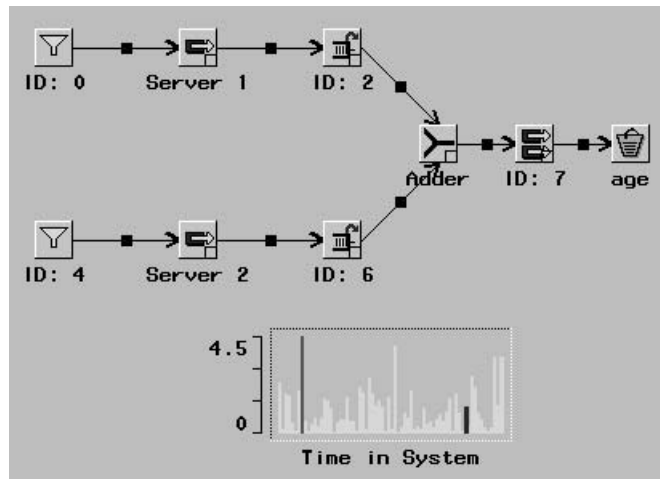 ID: 0 Server 1 ID: 2
Adder ID: 7 age
ID: 4 Server 2 ID: 6
4.5
0
Time in System